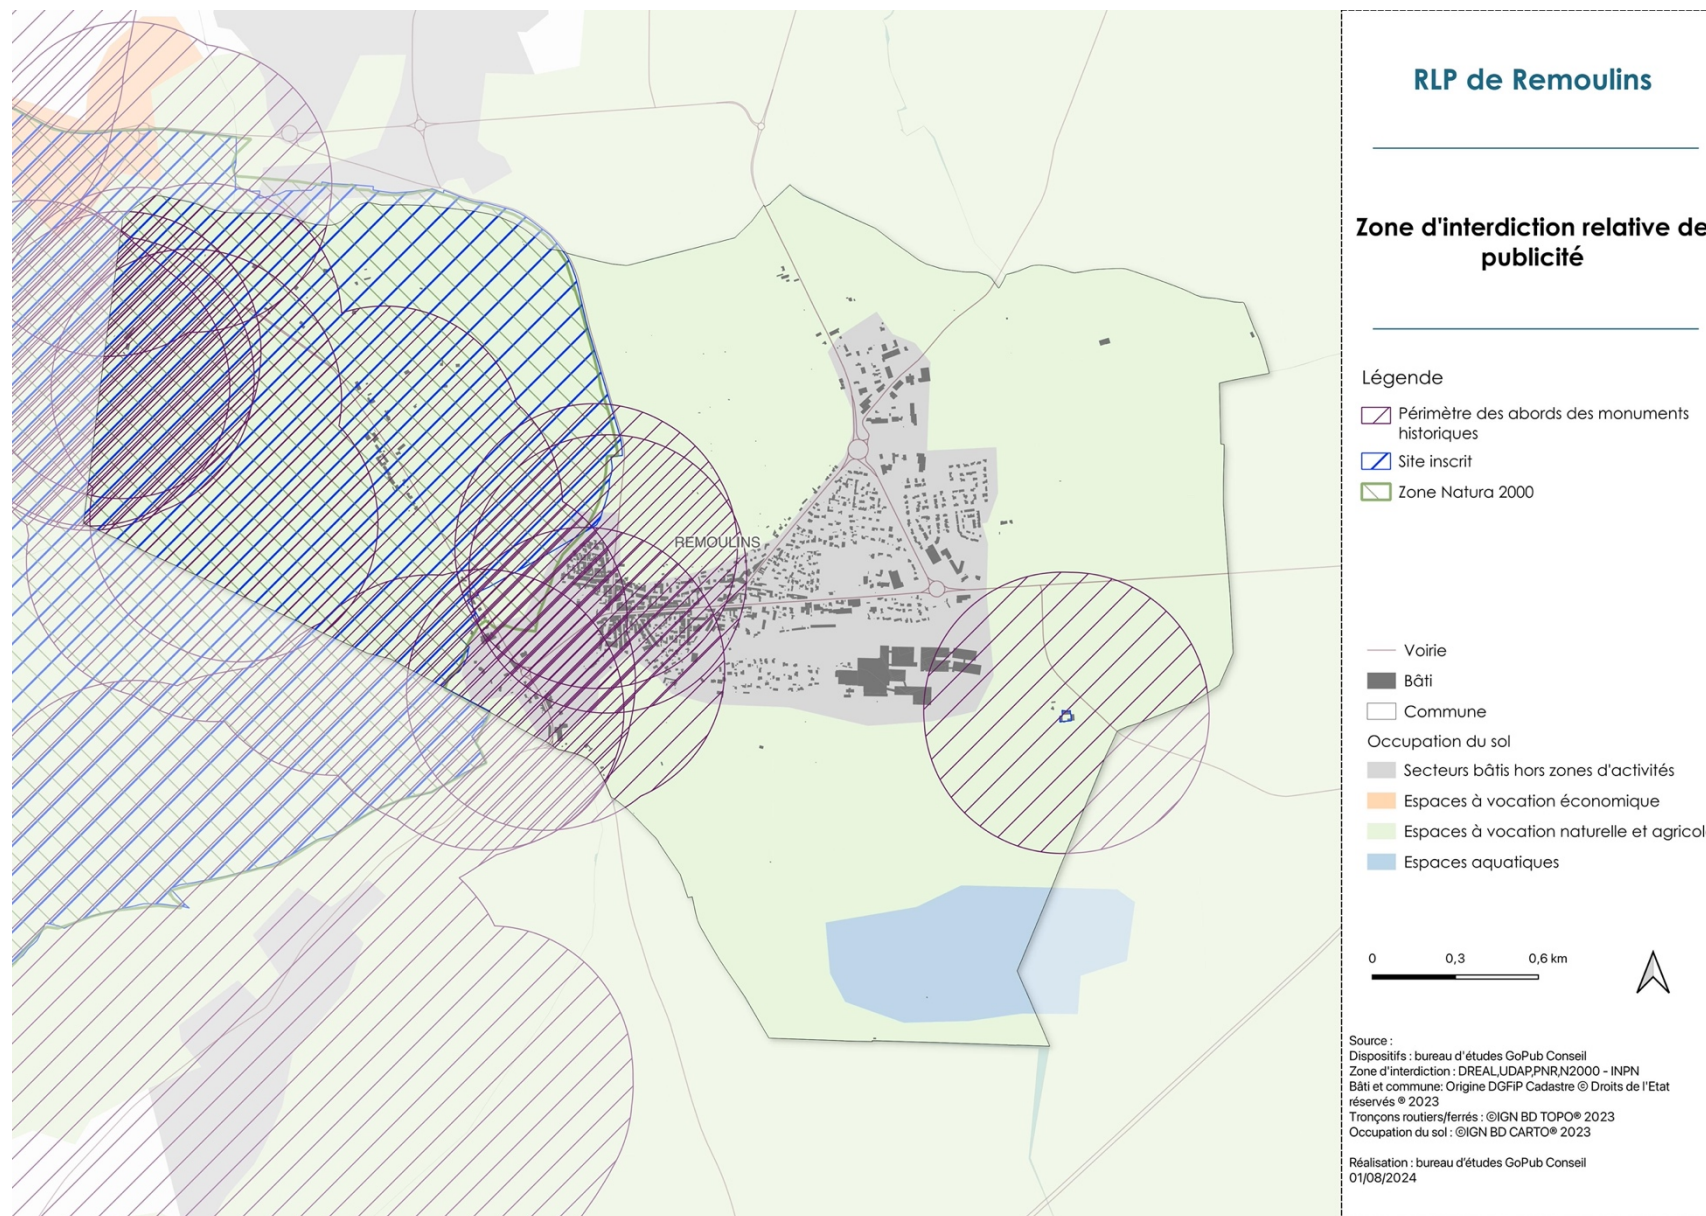 RLP de Remoulins
Zone d'interdiction relative de
publicité
Légende
Périmètre des abords des monuments
historiques
Site inscrit
Zone Natura 2000
REMOULINS
Voirie
Bâti
Commune
Occupation du sol
Secteurs bâtis hors zones d'activités
Espaces à vocation économique
Espaces à vocation naturelle et agricol
Espaces aquatiques
0 0,3 0,6 km
Source :
Dispositifs : bureau d'études GoPub Conseil
Zone d'interdiction : DREAL,UDAP,PNR,N2000 - INPN
Bâti et commune: Origine DGFiP Cadastre © Droits de l'Etat
réservés ® 2023
Tronçons routiers/ferrés : ©IGN BD TOPO® 2023
Occupation du sol : ©IGN BD CARTO® 2023
Réalisation : bureau d'études GoPub Conseil
01/08/2024